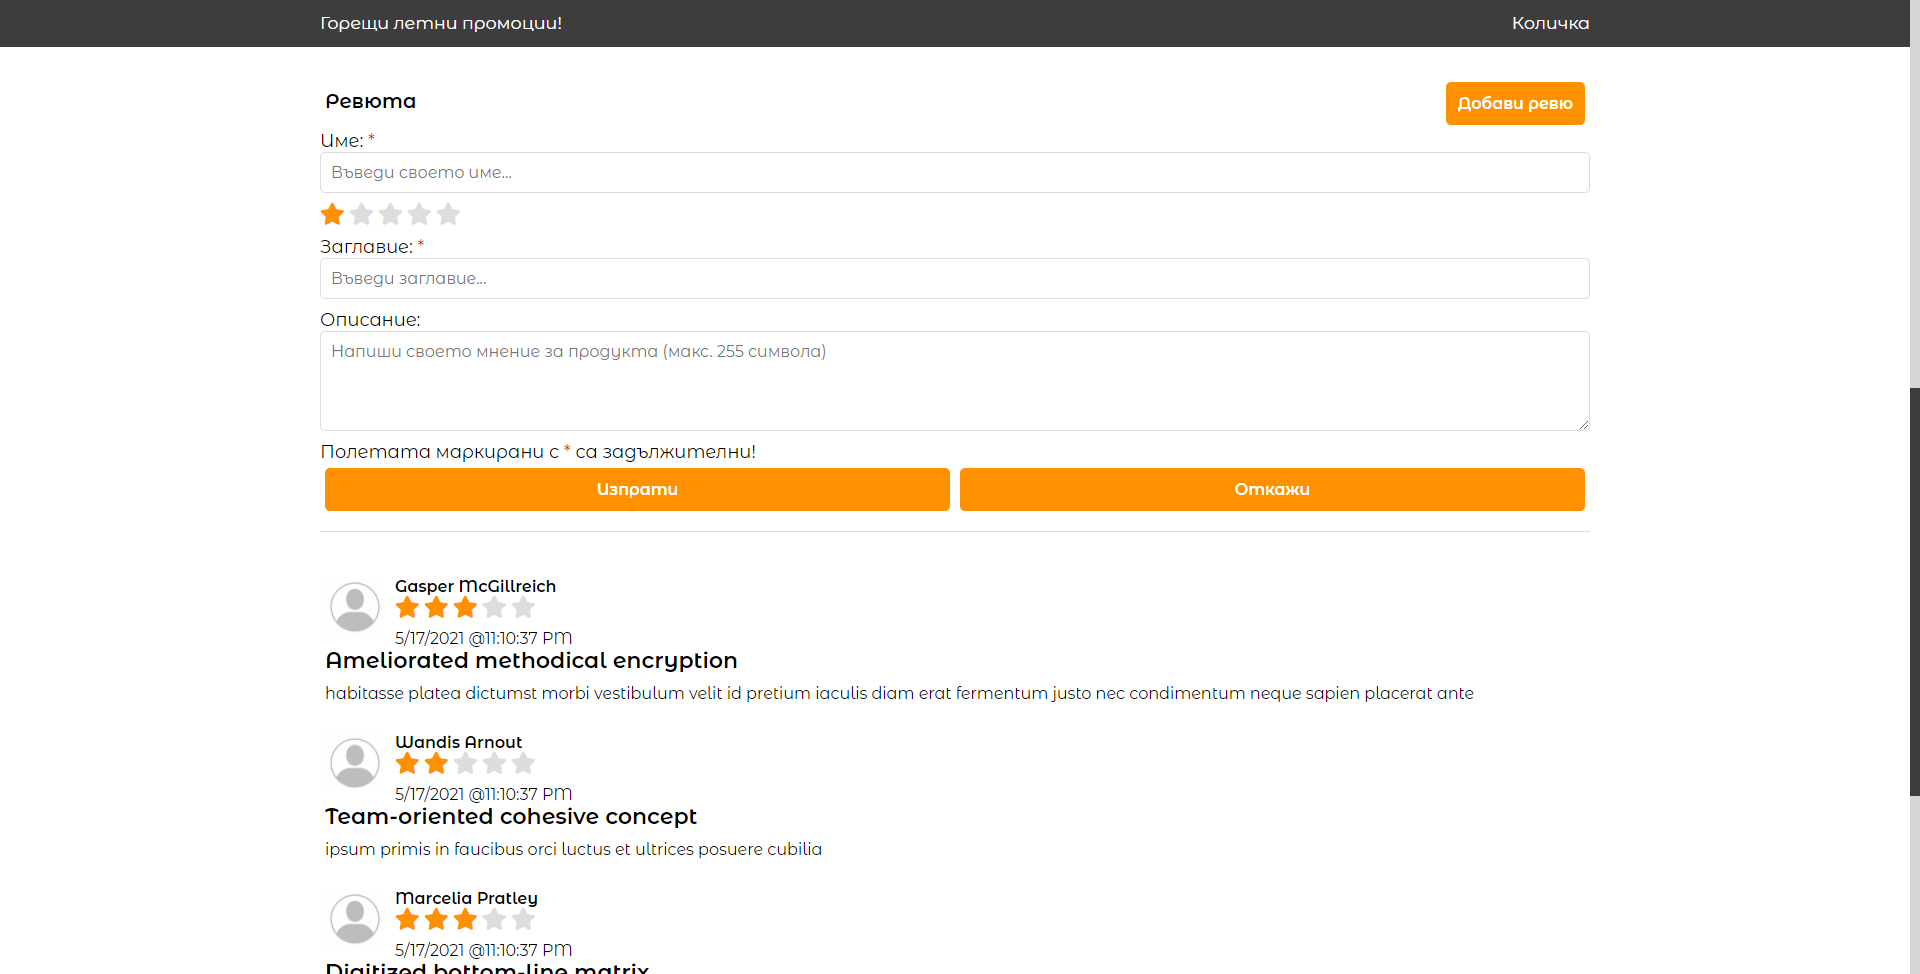 Горещи летни промоции!
Количка
Ревюта
Добави ревю
Име: *
Въведи своето име...
Заглавие: *
Въведи заглавие...
Описание:
Напиши своето мнение за продукта (макс. 255 символа)
Полетата маркирани с * са задължителни!
Изпрати
Откажи
Gasper McGillreich
5/17/2021 @11:10:37 PM
Ameliorated methodical encryption
habitasse platea dictumst morbi vestibulum velit id pretium iaculis diam erat fermentum justo nec condimentum neque sapien placerat ante
Wandis Arnout
5/17/2021 @11:10:37 PM
Team-oriented cohesive concept
ipsum primis in faucibus orci luctus et ultrices posuere cubilia
Marcelia Pratley
5/17/2021 @11:10:37 PM
Digitized bottom-line matrix